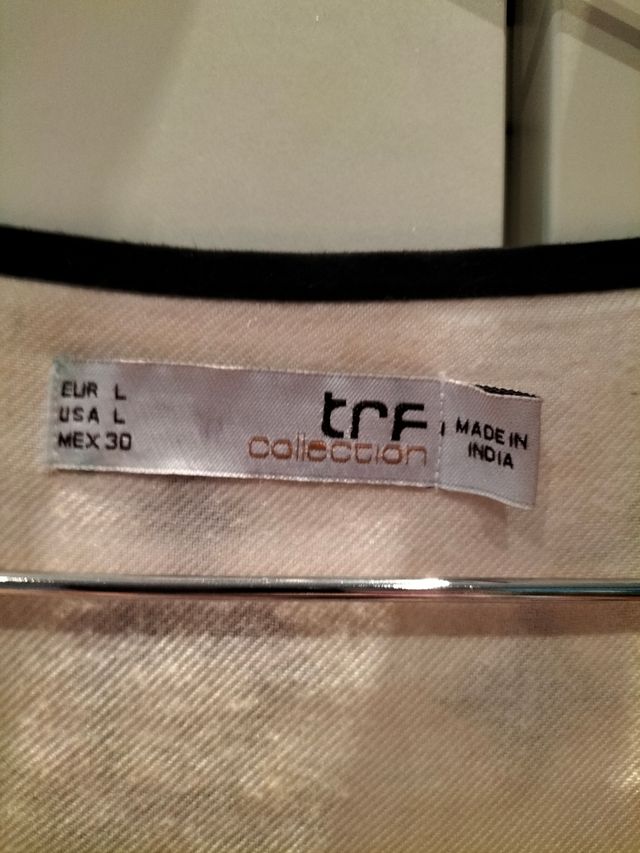 EUR L
USA L
MEX 30
trf
collection
MADE IN
INDIA